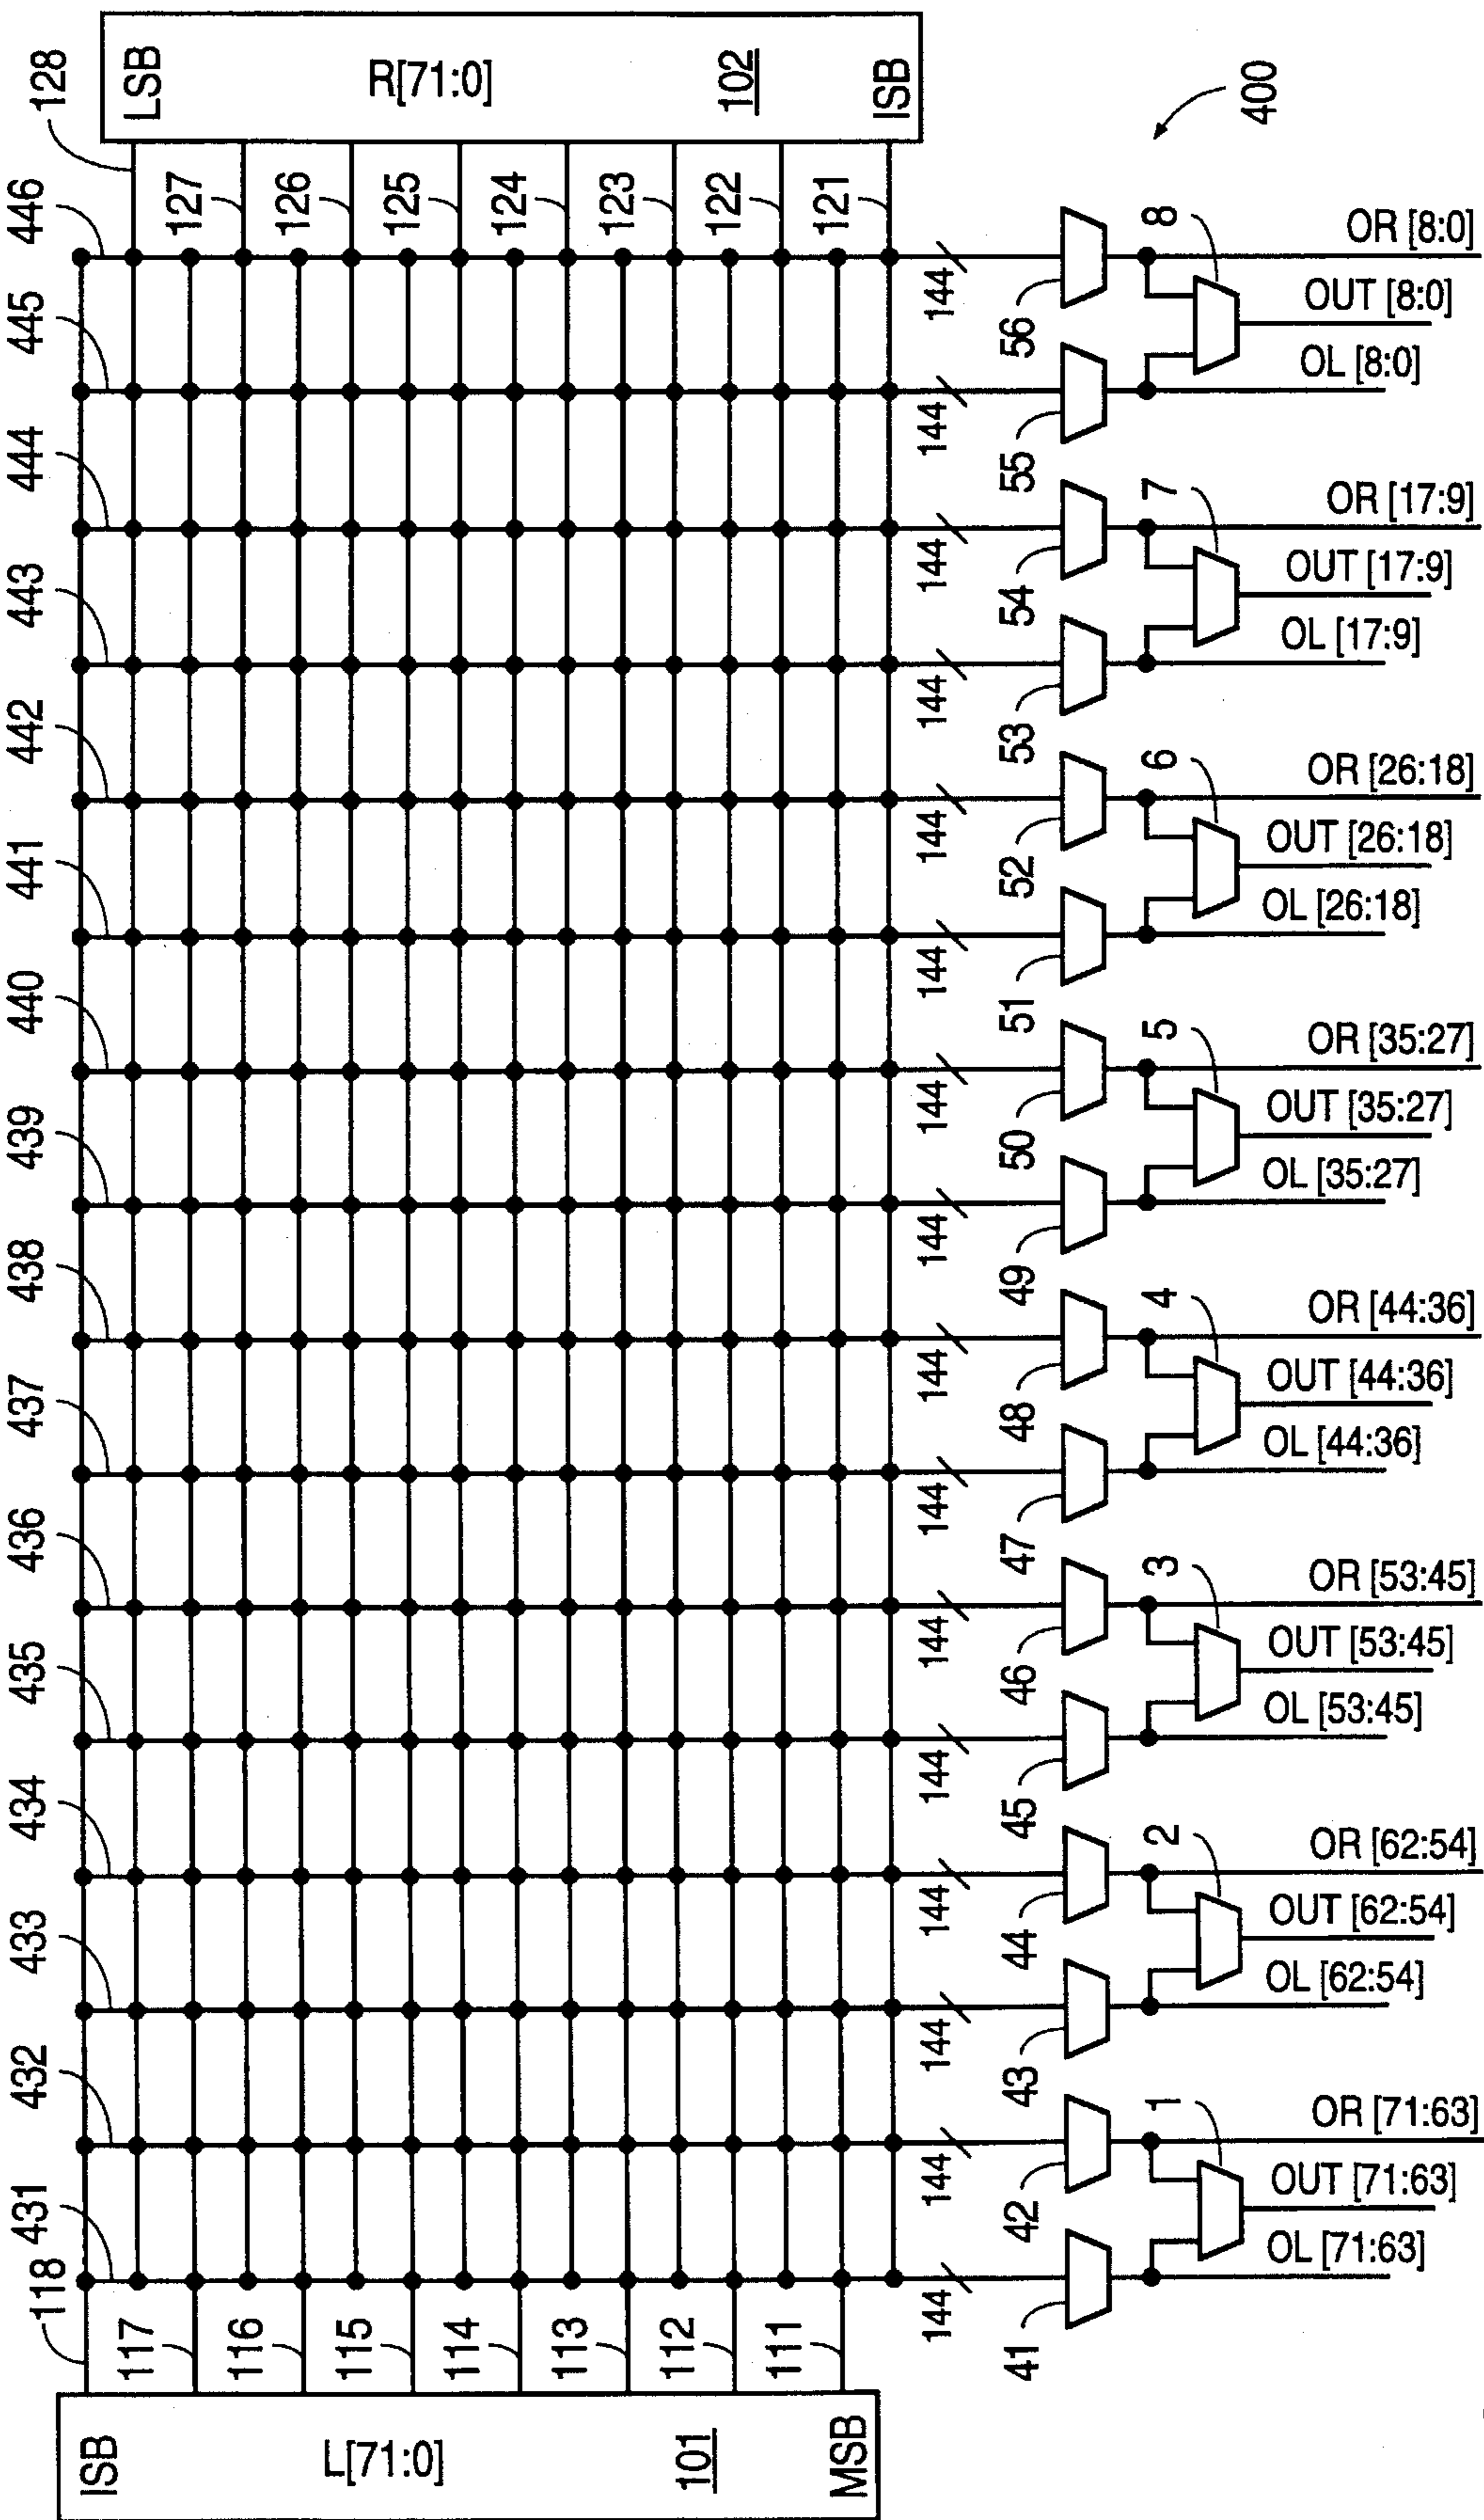 118 431 432 433 434 435 436 437 438 439 440 441 442 443 444 445 446 128
ISB
L[71:0]
101
MSB
117
116
115
114
113
112
111
LSB
R[71:0]
102
ISB
127
126
125
124
123
122
121
144 144 144 144 144 144 144 144 144 144 144 144 144 144 144 144
41 42 43 44 45 46 47 48 49 50 51 52 53 54 55 56
1 2 3 4 5 6 7 8
400
OL [71:63]
OUT [71:63]
OR [71:63]
OL [62:54]
OUT [62:54]
OR [62:54]
OL [53:45]
OUT [53:45]
OR [53:45]
OL [44:36]
OUT [44:36]
OR [44:36]
OL [35:27]
OUT [35:27]
OR [35:27]
OL [26:18]
OUT [26:18]
OR [26:18]
OL [17:9]
OUT [17:9]
OR [17:9]
OL [8:0]
OUT [8:0]
OR [8:0]